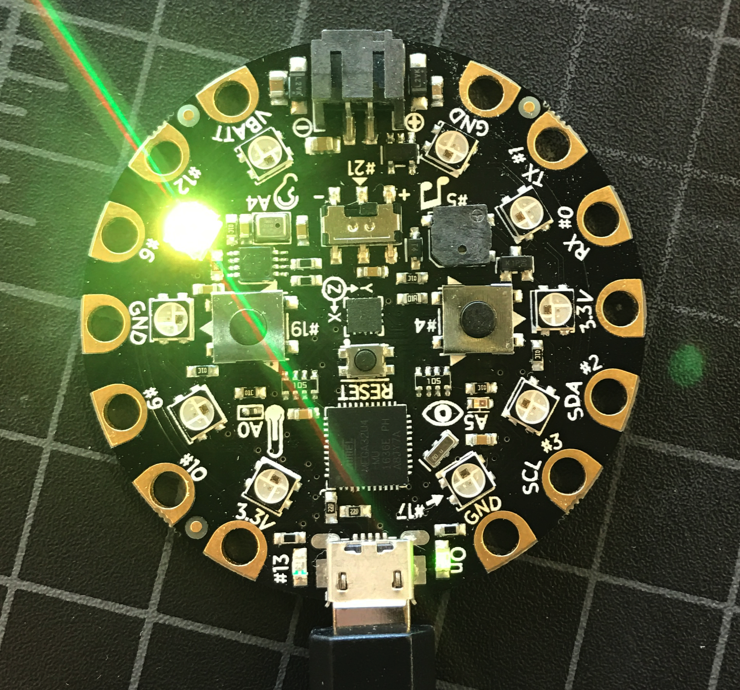 GND
VBATT
TX #1
#12
#21
- +
A4
#5
RX #0
#6
GND
Z
Y
X
#19
#4
3.3V
RESET
#2
SDA
#9
A0
A5
#3
SCL
#10
3.3V
#17
GND
#13
On